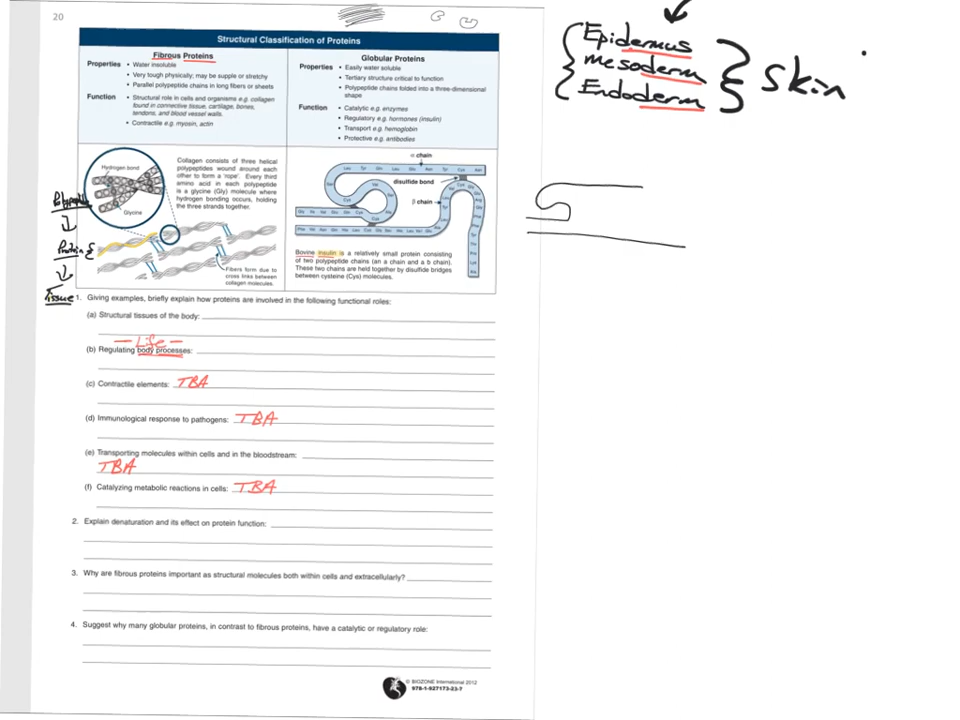 20
Structural Classification of Proteins
Fibrous Proteins
Properties • Water insoluble
• Very tough physically; may be supple or stretchy
• Parallel polypeptide chains in long fibers or sheets
Function • Structural role in cells and organisms e.g. collagen
found in connective tissue, cartilage, bones,
tendons, and blood vessel walls.
• Contractile e.g. myosin, actin
Globular Proteins
Properties • Easily water soluble
• Tertiary structure critical to function
• Polypeptide chains folded into a three-dimensional
shape
Function • Catalytic e.g. enzymes
• Regulatory e.g. hormones (insulin)
• Transport e.g. hemoglobin
• Protective e.g. antibodies
Hydrogen bond
Glycine
Collagen consists of three helical
polypeptides wound around each
other to form a 'rope'. Every third
amino acid in each polypeptide
is a glycine (Gly) molecule where
hydrogen bonding occurs, holding
the three strands together.
Fibers form due to
cross links between
collagen molecules.
α chain
disulfide bond
β chain
Bovine insulin is a relatively small protein consisting
of two polypeptide chains (an a chain and a b chain).
These two chains are held together by disulfide bridges
between cysteine (Cys) molecules.
Protein
Tissue
1. Giving examples, briefly explain how proteins are involved in the following functional roles:
(a) Structural tissues of the body:
- Life -
(b) Regulating body processes:
(c) Contractile elements: TBA
(d) Immunological response to pathogens: TBA
(e) Transporting molecules within cells and in the bloodstream:
TBA
(f) Catalyzing metabolic reactions in cells: TBA
2. Explain denaturation and its effect on protein function:
3. Why are fibrous proteins important as structural molecules both within cells and extracellularly?
4. Suggest why many globular proteins, in contrast to fibrous proteins, have a catalytic or regulatory role:
© BIOZONE International 2012
978-1-927173-23-7
Epidermus
mesoderm
Endoderm
Skin